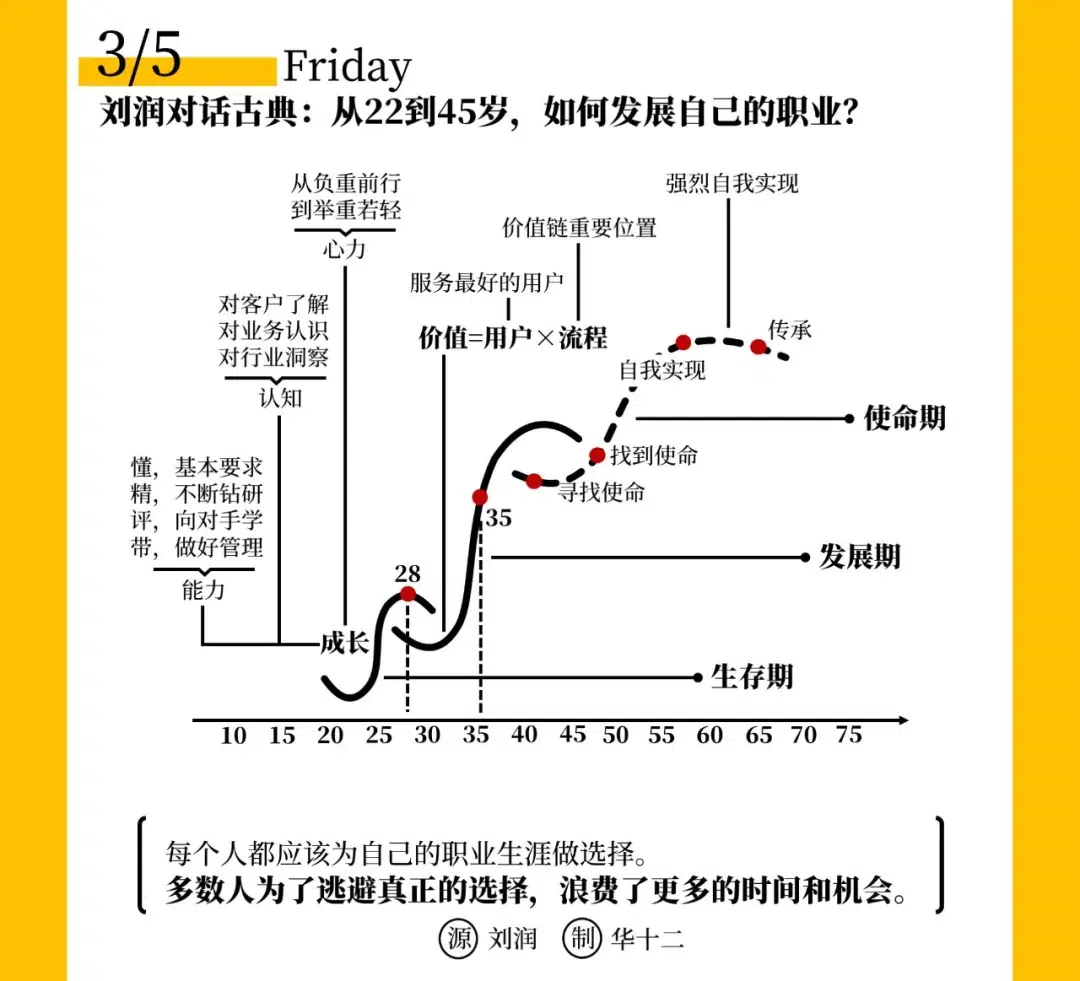 3/5
Friday
刘润对话古典：从22到45岁，如何发展自己的职业？
从负重前行
到举重若轻
心力
强烈自我实现
价值链重要位置
服务最好的用户
价值=用户×流程
对客户了解
对业务认识
对行业洞察
认知
传承
自我实现
使命期
找到使命
寻找使命
懂，基本要求
精，不断钻研
评，向对手学
带，做好管理
能力
35
发展期
28
成长
生存期
10 15 20 25 30 35 40 45 50 55 60 65 70 75
每个人都应该为自己的职业生涯做选择。
多数人为了逃避真正的选择，浪费了更多的时间和机会。
源 刘润 制 华十二